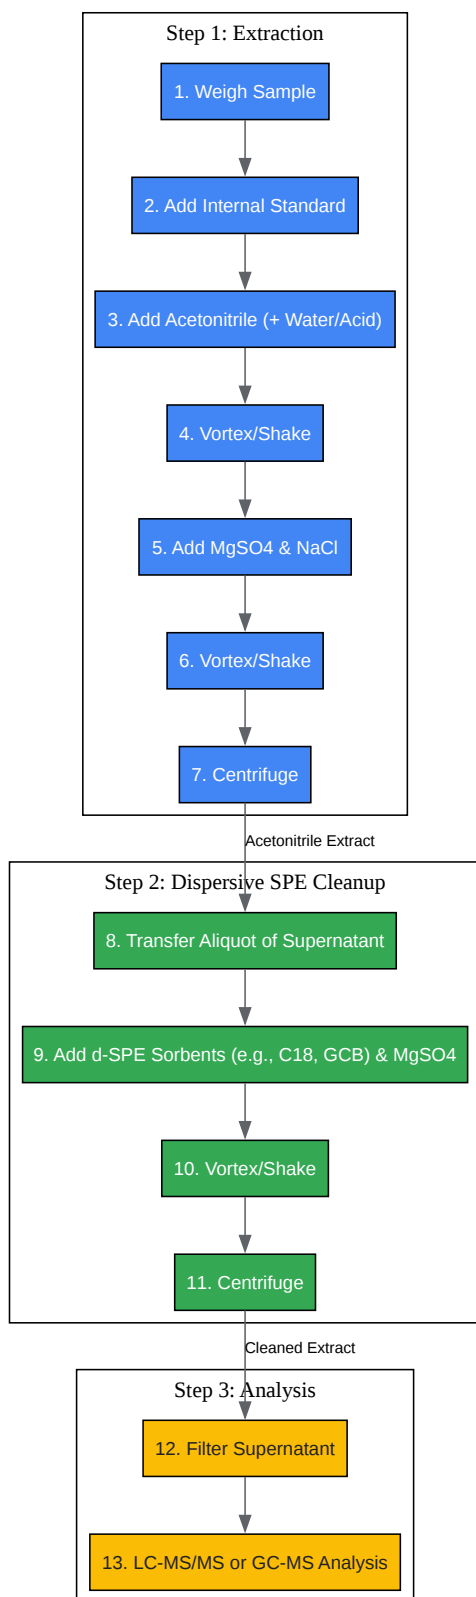 Step 1: Extraction
1. Weigh Sample
2. Add Internal Standard
3. Add Acetonitrile (+ Water/Acid)
4. Vortex/Shake
5. Add MgSO4 & NaCl
6. Vortex/Shake
7. Centrifuge
Acetonitrile Extract
Step 2: Dispersive SPE Cleanup
8. Transfer Aliquot of Supernatant
9. Add d-SPE Sorbents (e.g., C18, GCB) & MgSO4
10. Vortex/Shake
11. Centrifuge
Cleaned Extract
Step 3: Analysis
12. Filter Supernatant
13. LC-MS/MS or GC-MS Analysis